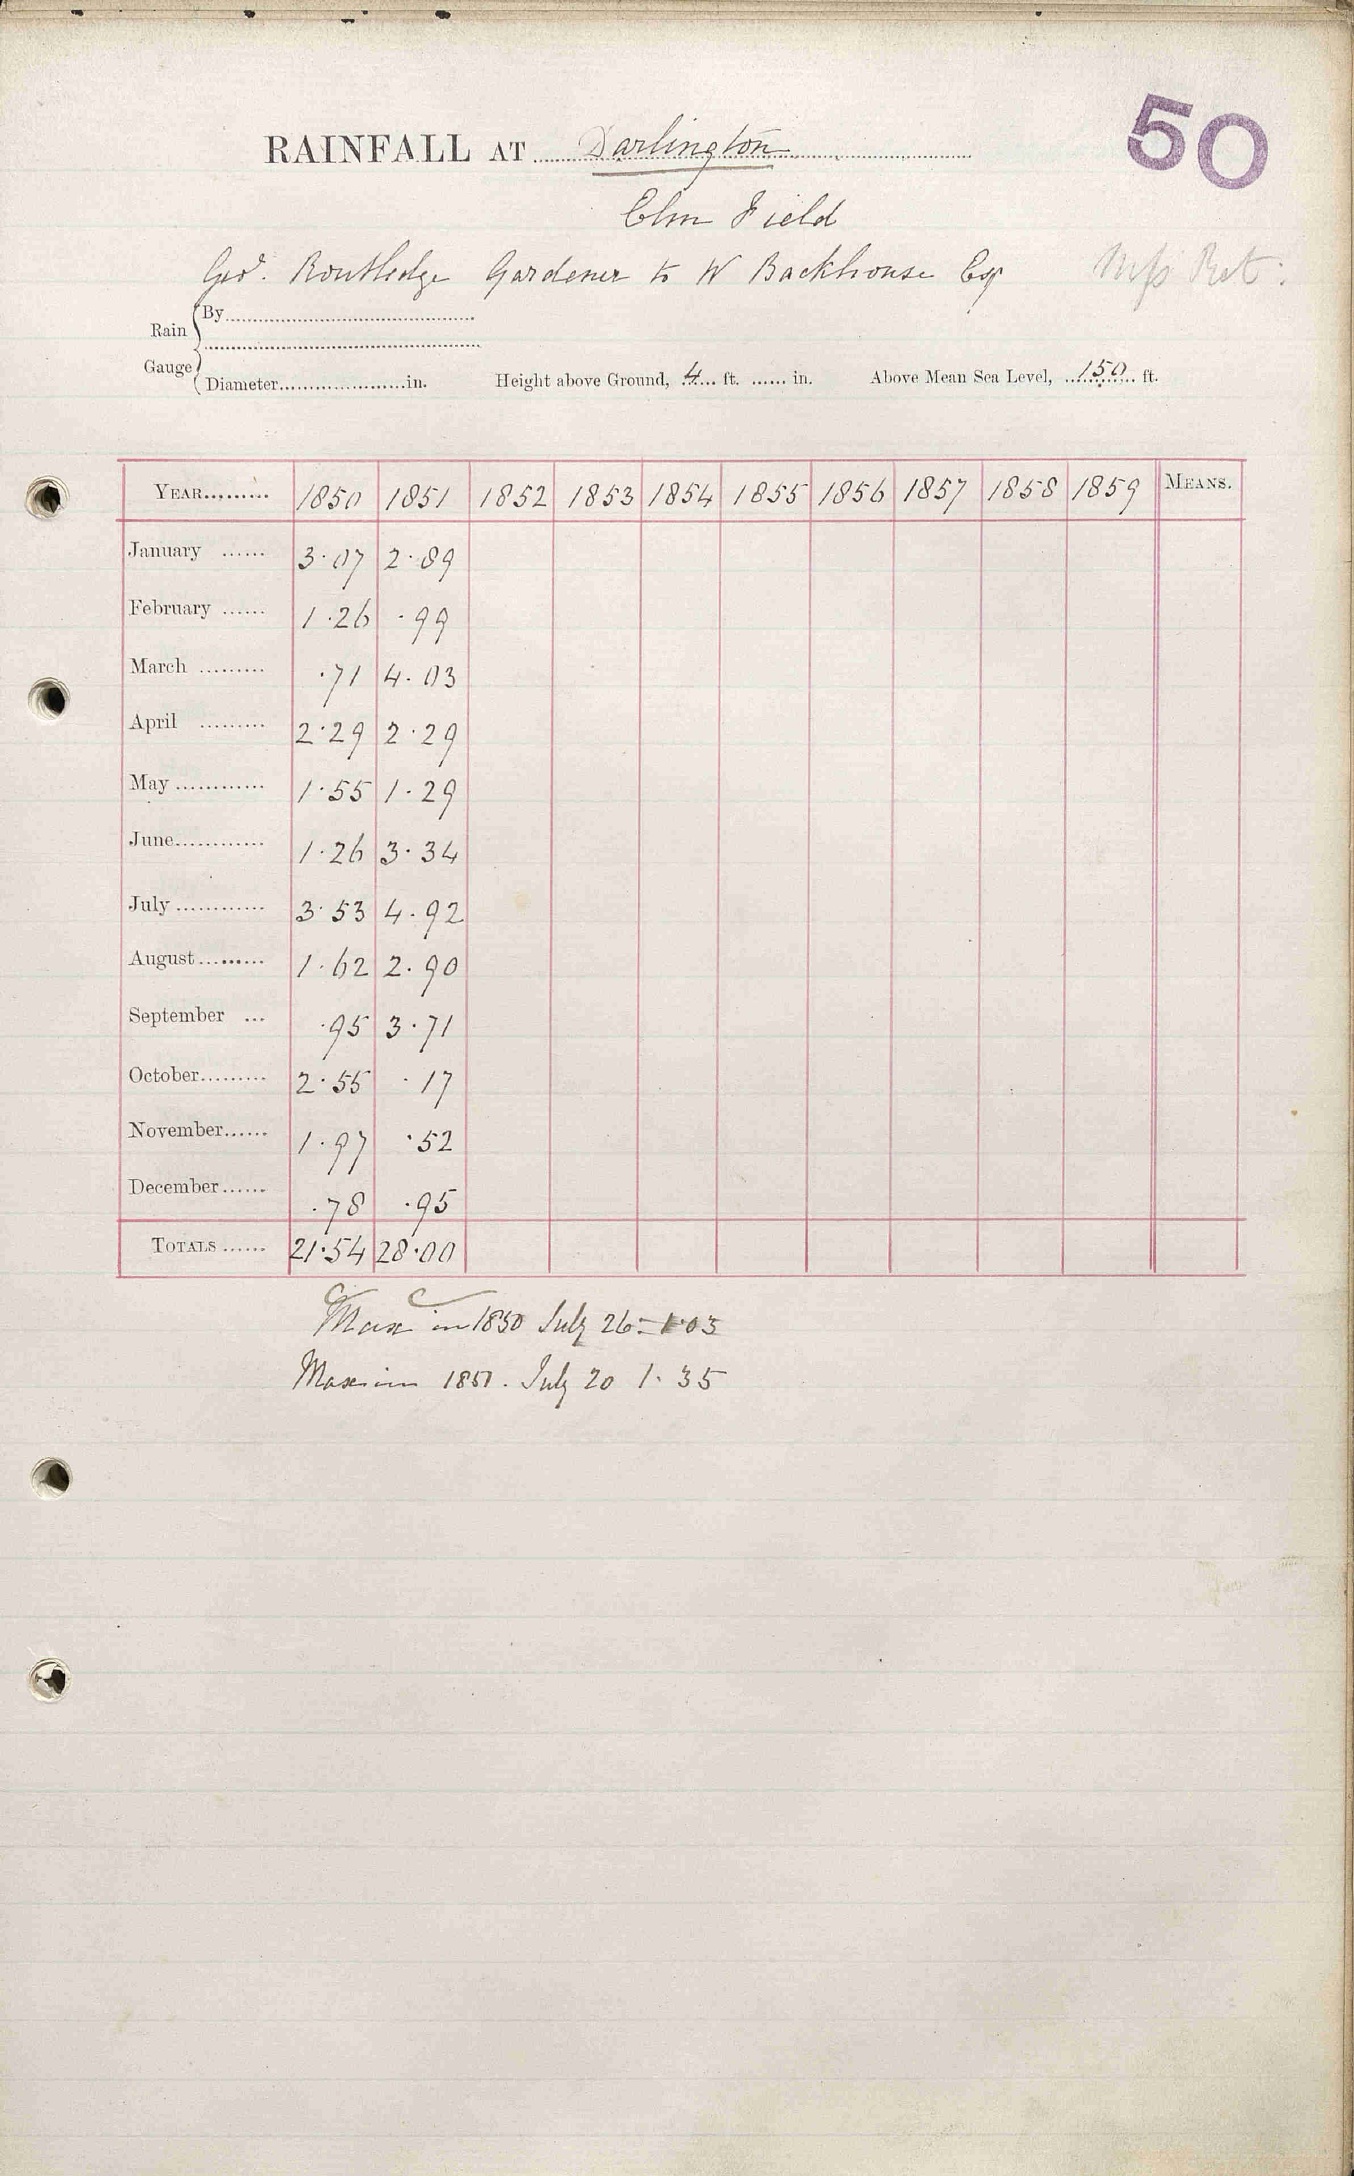 50
RAINFALL AT Darlington
Elm Field
Geo. Routledge Gardener to W Backhouse Esq
Rain Gauge
By
Diameter in. Height above Ground, 4 ft. in. Above Mean Sea Level, 150 ft.
YEAR 1850 1851 1852 1853 1854 1855 1856 1857 1858 1859 MEANS.
January 3.07 2.89
February 1.26 .99
March .71 4.03
April 2.29 2.29
May 1.55 1.29
June 1.26 3.34
July 3.53 4.92
August 1.62 2.90
September .95 3.71
October 2.55 .17
November 1.97 .52
December .78 .95
TOTALS 21.54 28.00
Max in 1850 July 26 = 1.03
Max in 1851. July 20 1.35